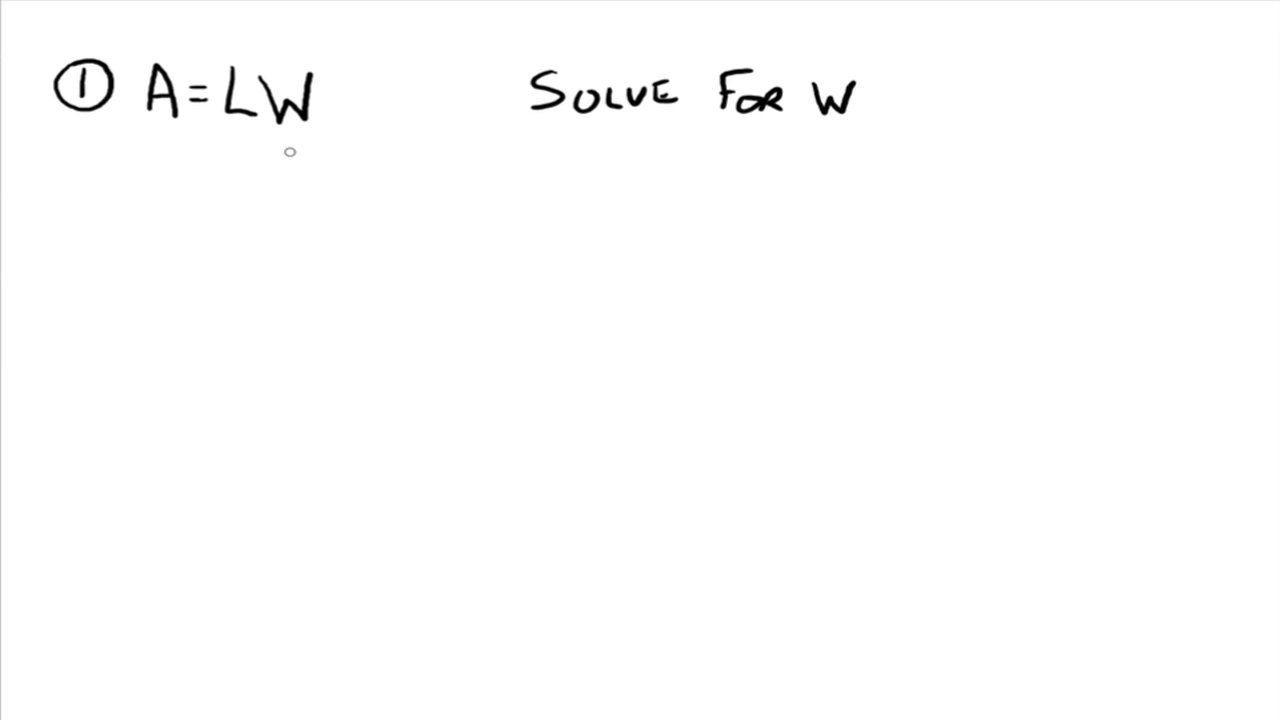 ① A = LW SOLVE FOR W